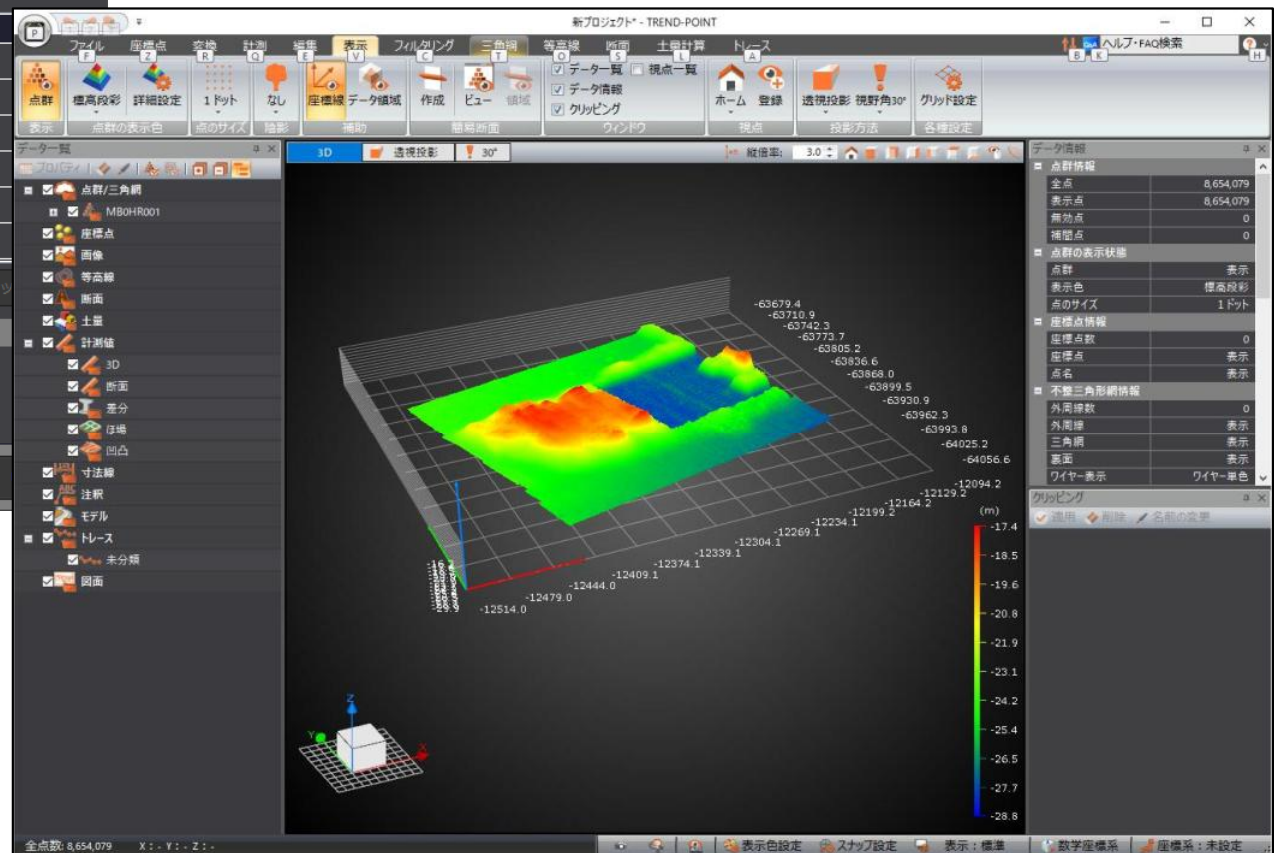 新プロジェクト* - TREND-POINT
ファイル 座標点 変換 計測 編集 表示 フィルタリング 三角網 等高線 断面 土量計算 トレース ヘルプ・FAQ検索
F Z R Q E V C T O S L A B K H
点群 標高段彩 詳細設定 1ドット なし 座標線 データ領域 作成 ビュー 領域
データ一覧 視点一覧
データ情報
クリッピング
ホーム 登録 透視投影 視野角30° グリッド設定
表示 点群の表示色 点のサイズ 陰影 補助 簡易断面 ウィンドウ 視点 投影方法 各種設定
データ一覧
プロパティ
点群/三角網
MB0HR001
座標点
画像
等高線
断面
土量
計測値
3D
断面
差分
ほ場
凹凸
寸法線
注釈
モデル
トレース
未分類
図面
3D 透視投影 30° 縦倍率: 3.0
-63679.4
-63710.9
-63742.3
-63773.7
-63805.2
-63836.6
-63868.0
-63899.5
-63930.9
-63962.3
-63993.8
-64025.2
-64056.6
-12094.2
-12129.2
-12164.2
-12199.2
-12234.1
-12269.1
-12304.1
-12339.1
-12374.1
-12409.1
-12444.0
-12479.0
-12514.0
(m)
-17.4
-18.5
-19.6
-20.8
-21.9
-23.1
-24.2
-25.4
-26.5
-27.7
-28.8
Z
Y
X
データ情報
点群情報
全点 8,654,079
表示点 8,654,079
無効点 0
補間点 0
点群の表示状態
点群 表示
表示色 標高段彩
点のサイズ 1ドット
座標点情報
座標点数 0
座標点 表示
点名 表示
不整三角形網情報
外周線数 0
外周線 表示
三角網 表示
裏面 表示
ワイヤー表示 ワイヤー単色
クリッピング
適用 削除 名前の変更
全点数: 8,654,079 X : - Y : - Z : -
表示色設定 スナップ設定 表示:標準 数学座標系 座標系:未設定